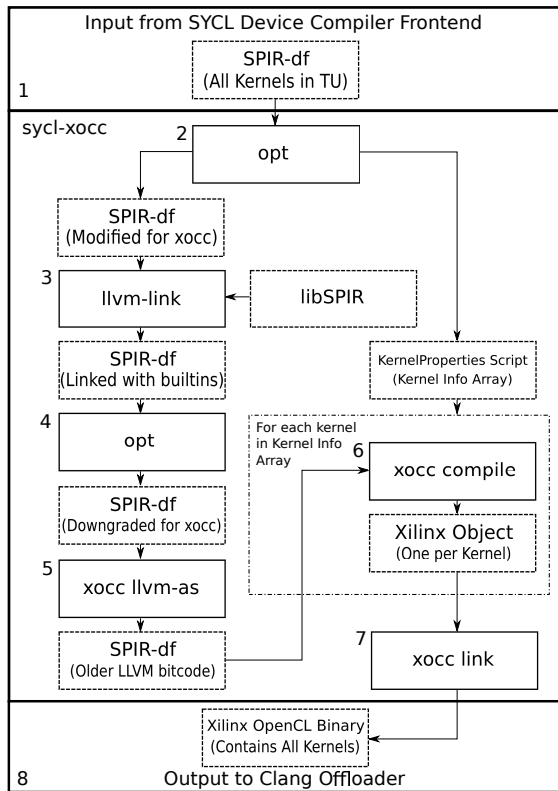 Input from SYCL Device Compiler Frontend
SPIR-df
(All Kernels in TU)
1
sycl-xocc
2
opt
SPIR-df
(Modified for xocc)
3
llvm-link
libSPIR
SPIR-df
(Linked with builtins)
KernelProperties Script
(Kernel Info Array)
4
opt
For each kernel
in Kernel Info
Array
6
xocc compile
SPIR-df
(Downgraded for xocc)
Xilinx Object
(One per Kernel)
5
xocc llvm-as
SPIR-df
(Older LLVM bitcode)
7
xocc link
Xilinx OpenCL Binary
(Contains All Kernels)
8
Output to Clang Offloader